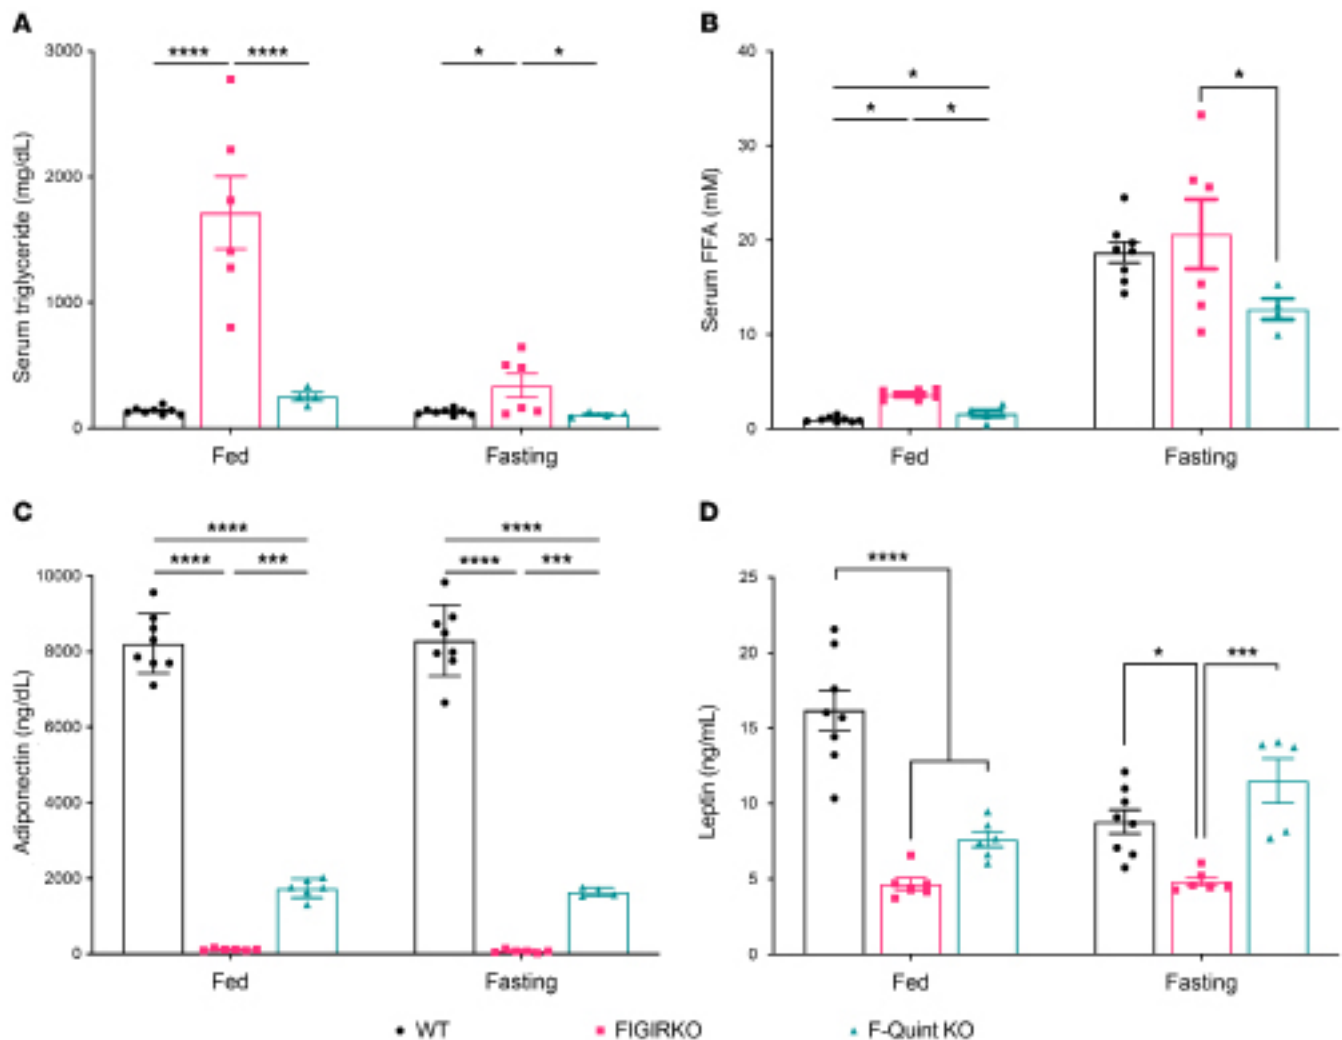 A
Serum triglyceride (mg/dL)
3000
2000
1000
0
**** ****
* *
Fed
Fasting
B
Serum FFA (mM)
40
30
20
10
0
*
* *
*
Fed
Fasting
C
Adiponectin (ng/dL)
10000
8000
6000
4000
2000
0
**** ****
**** *** **** ***
Fed
Fasting
D
Leptin (ng/mL)
25
20
15
10
5
0
****
* ***
Fed
Fasting
WT FIGIRKO F-Quint KO